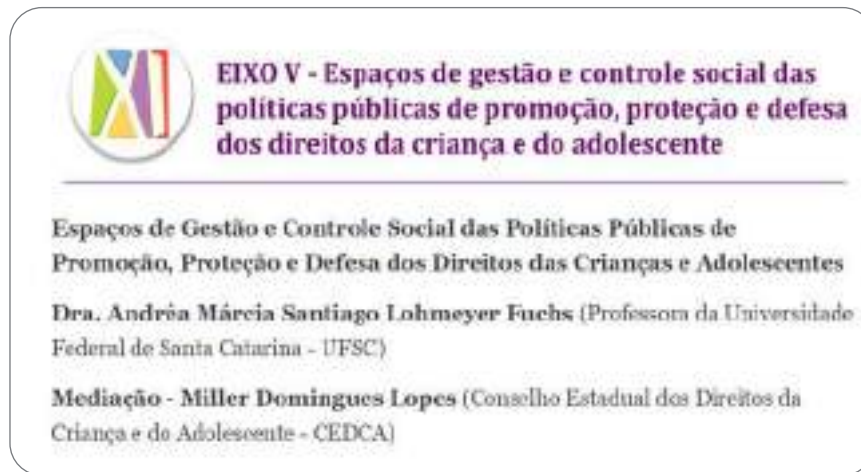 EIXO V - Espaços de gestão e controle social das
políticas públicas de promoção, proteção e defesa
dos direitos da criança e do adolescente
Espaços de Gestão e Controle Social das Políticas Públicas de
Promoção, Proteção e Defesa dos Direitos das Crianças e Adolescentes
Dra. Andréa Márcia Santiago Lohmeyer Fuchs (Professora da Universidade
Federal de Santa Catarina - UFSC)
Mediação - Miller Domingues Lopes (Conselho Estadual dos Direitos da
Criança e do Adolescente - CEDCA)